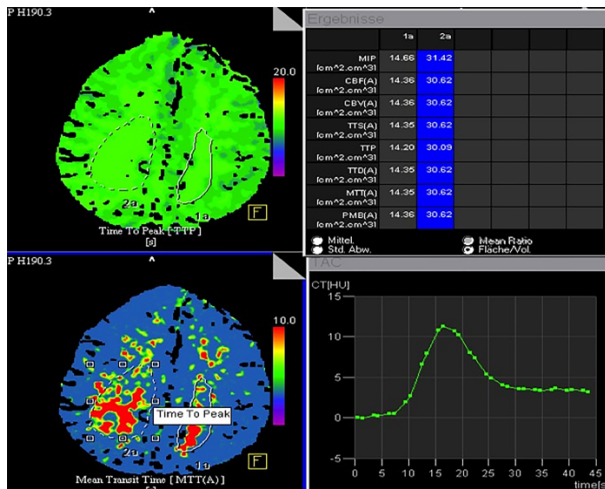 P H190.3
^
20.0
2a
1a
F
Time To Peak [ TTP ]
[s]
Ergebnisse
1a 2a
MIP 14.66 31.42
[cm^2.cm^3]
CBF(A) 14.36 30.62
[cm^2.cm^3]
CBV(A) 14.36 30.62
[cm^2.cm^3]
TTS(A) 14.35 30.62
[cm^2.cm^3]
TTP 14.20 30.09
[cm^2.cm^3]
TTD(A) 14.35 30.62
[cm^2.cm^3]
MTT(A) 14.35 30.62
[cm^2.cm^3]
PMB(A) 14.36 30.62
[cm^2.cm^3]
Mittel. Mean Ratio
Std. Abw. Fläche/Vol.
P H190.3
^
10.0
Time To Peak
2a
1a
F
Mean Transit Time [ MTT(A) ]
TAC
CT[HU]
15
10
5
0
-5
0 5 10 15 20 25 30 35 40 45
time[s